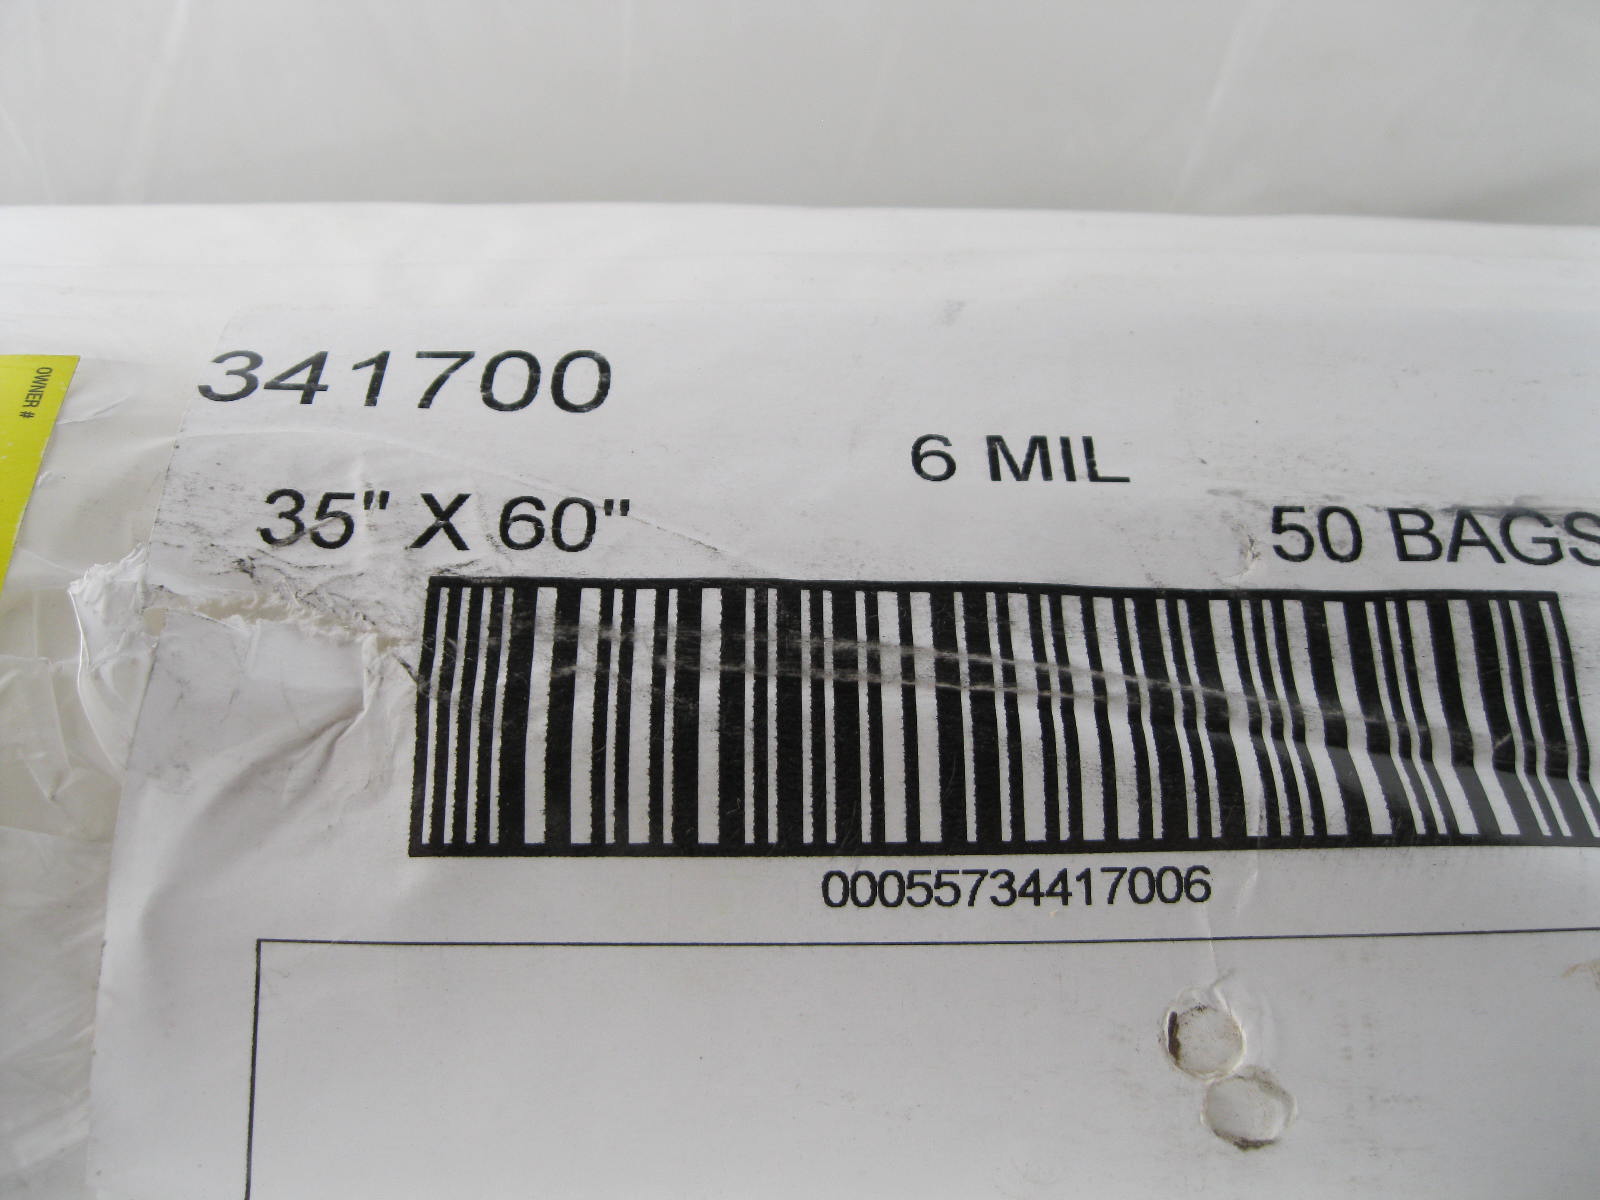 OWNER #
341700
6 MIL
35" X 60"
50 BAGS
00055734417006